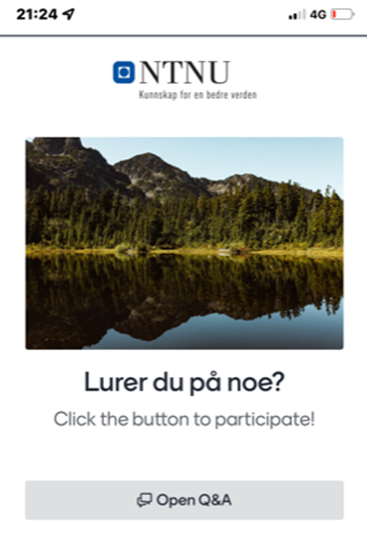 21:24
4G
NTNU
Kunnskap for en bedre verden
Lurer du på noe?
Click the button to participate!
Open Q&A